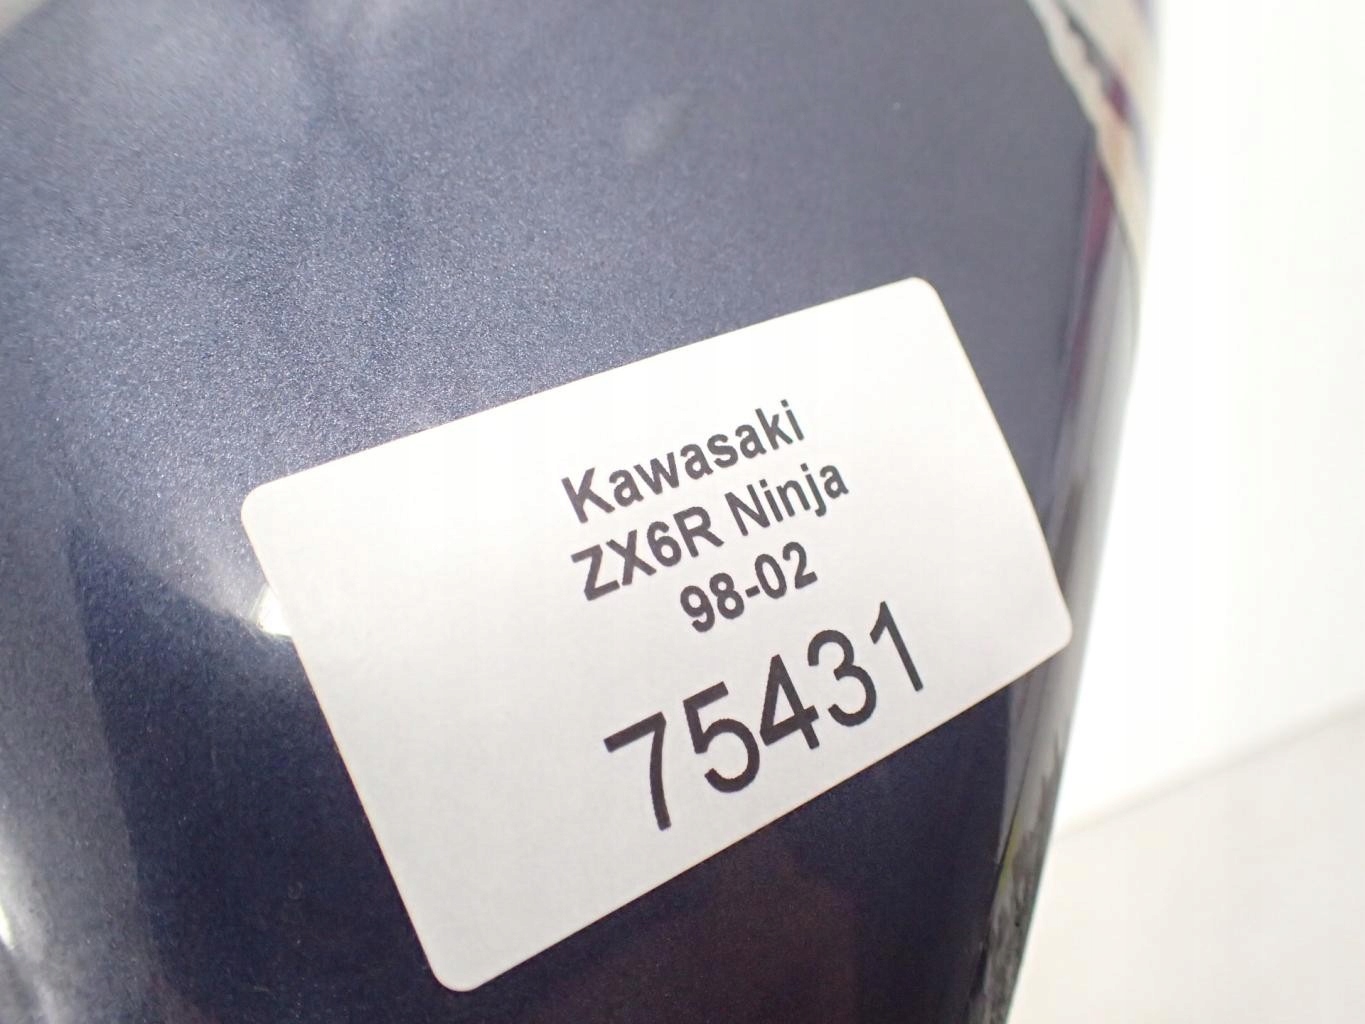 Kawasaki
ZX6R Ninja
98-02
75431